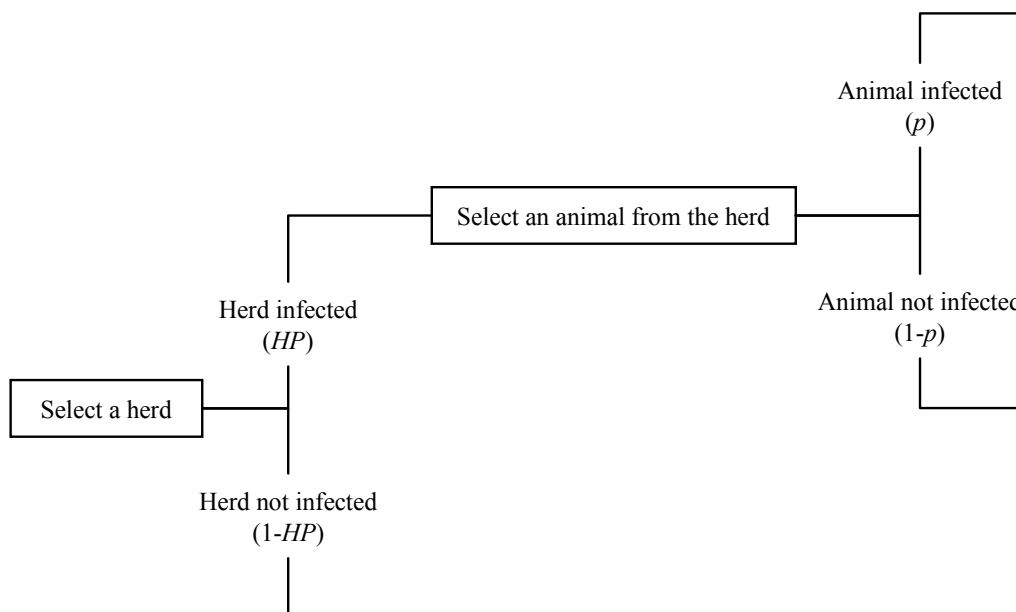 Animal infected
(p)
Select an animal from the herd
Herd infected
(HP)
Animal not infected
(1-p)
Select a herd
Herd not infected
(1-HP)